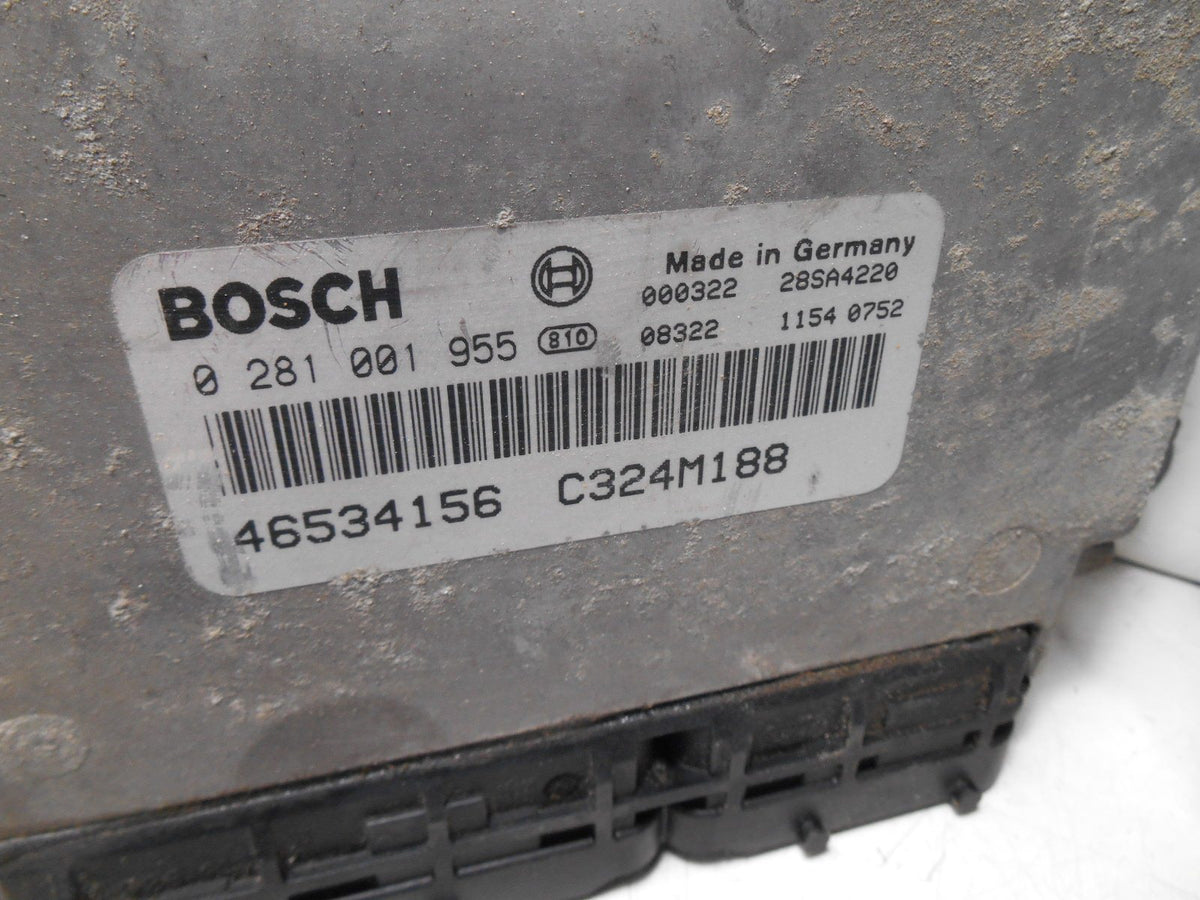 BOSCH Made in Germany
000322 28SA4220
0 281 001 955 810 08322 1154 0752
46534156 C324M188